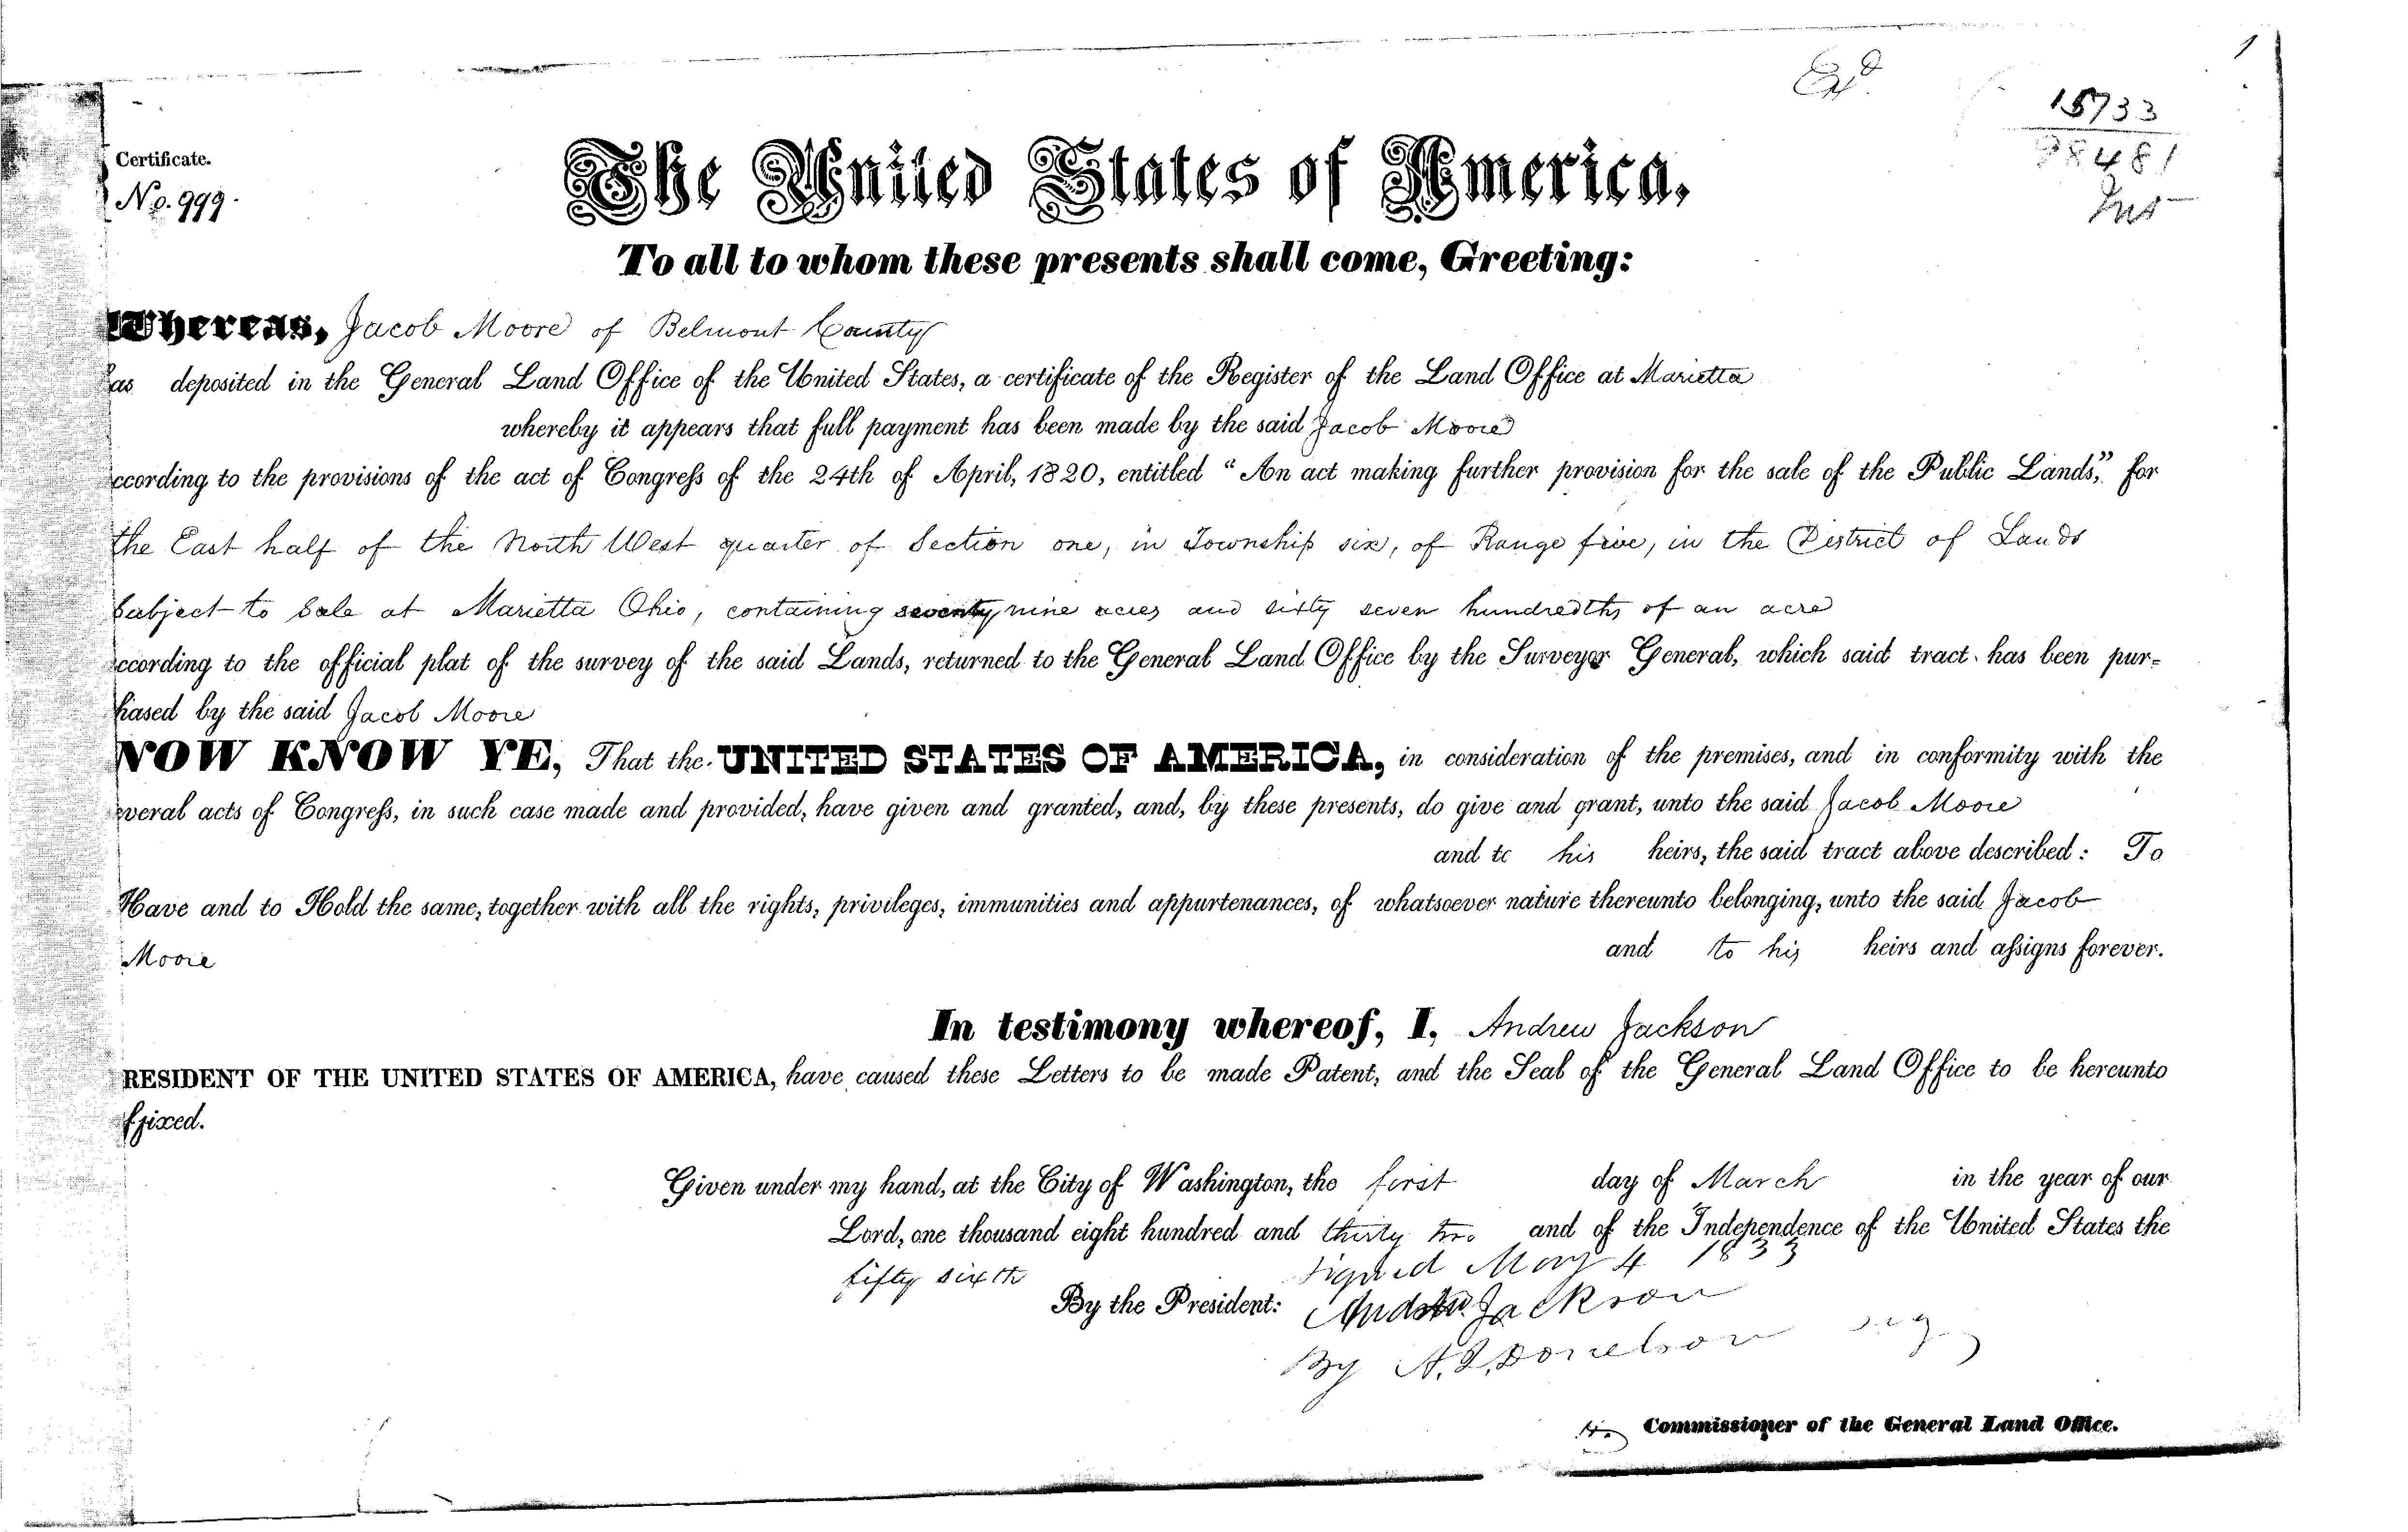 1
Exd
15733
8481
Certificate.
No. 999.
The United States of America,
To all to whom these presents shall come, Greeting:
Whereas, Jacob Moore of Belmont County
has deposited in the General Land Office of the United States, a certificate of the Register of the Land Office at Marietta
whereby it appears that full payment has been made by the said Jacob Moore
ccording to the provisions of the act of Congress of the 24th of April, 1820, entitled "An act making further provision for the sale of the Public Lands," for
the East half of the North West quarter of Section one, in Township six, of Range five, in the District of Lands
Subject to Sale at Marietta Ohio, containing seventy nine acres and sixty seven hundredths of an acre
ccording to the official plat of the survey of the said Lands, returned to the General Land Office by the Surveyor General, which said tract has been pur=
hased by the said Jacob Moore
NOW KNOW YE, That the UNITED STATES OF AMERICA, in consideration of the premises, and in conformity with the
everal acts of Congress, in such case made and provided, have given and granted, and, by these presents, do give and grant, unto the said Jacob Moore
and to his heirs, the said tract above described: To
Have and to Hold the same, together with all the rights, privileges, immunities and appurtenances, of whatsoever nature thereunto belonging, unto the said Jacob
Moore and to his heirs and assigns forever.
In testimony whereof, I, Andrew Jackson
RESIDENT OF THE UNITED STATES OF AMERICA, have caused these Letters to be made Patent, and the Seal of the General Land Office to be hereunto
ffixed.
Given under my hand, at the City of Washington, the first day of March in the year of our
Lord, one thousand eight hundred and thirty two and of the Independence of the United States the
fifty sixth
Signed May 4 1833
By the President: Andrew Jackson
By A. J. Donelson
Commissioner of the General Land Office.